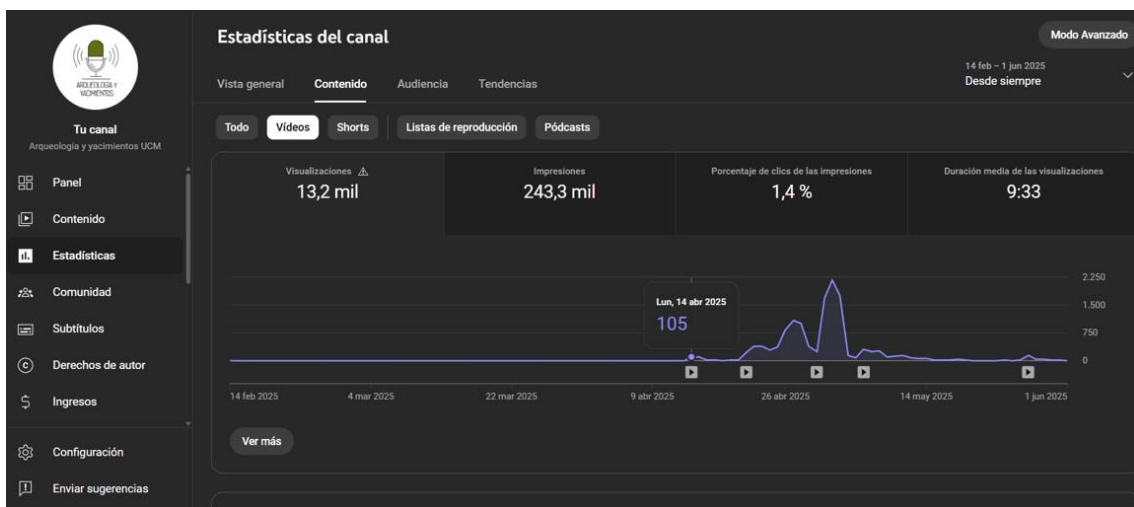 ARQUEOLOGÍA Y
YACIMIENTOS
Tu canal
Arqueologia y yacimientos UCM
Panel
Contenido
Estadísticas
Comunidad
Subtítulos
Derechos de autor
Ingresos
Configuración
Enviar sugerencias
Estadísticas del canal
Modo Avanzado
Vista general Contenido Audiencia Tendencias
14 feb – 1 jun 2025
Desde siempre
Todo Vídeos Shorts Listas de reproducción Pódcasts
Visualizaciones
13,2 mil
Impresiones
243,3 mil
Porcentaje de clics de las impresiones
1,4 %
Duración media de las visualizaciones
9:33
Lun, 14 abr 2025
105
2.250
1.500
750
0
14 feb 2025 4 mar 2025 22 mar 2025 9 abr 2025 26 abr 2025 14 may 2025 1 jun 2025
Ver más